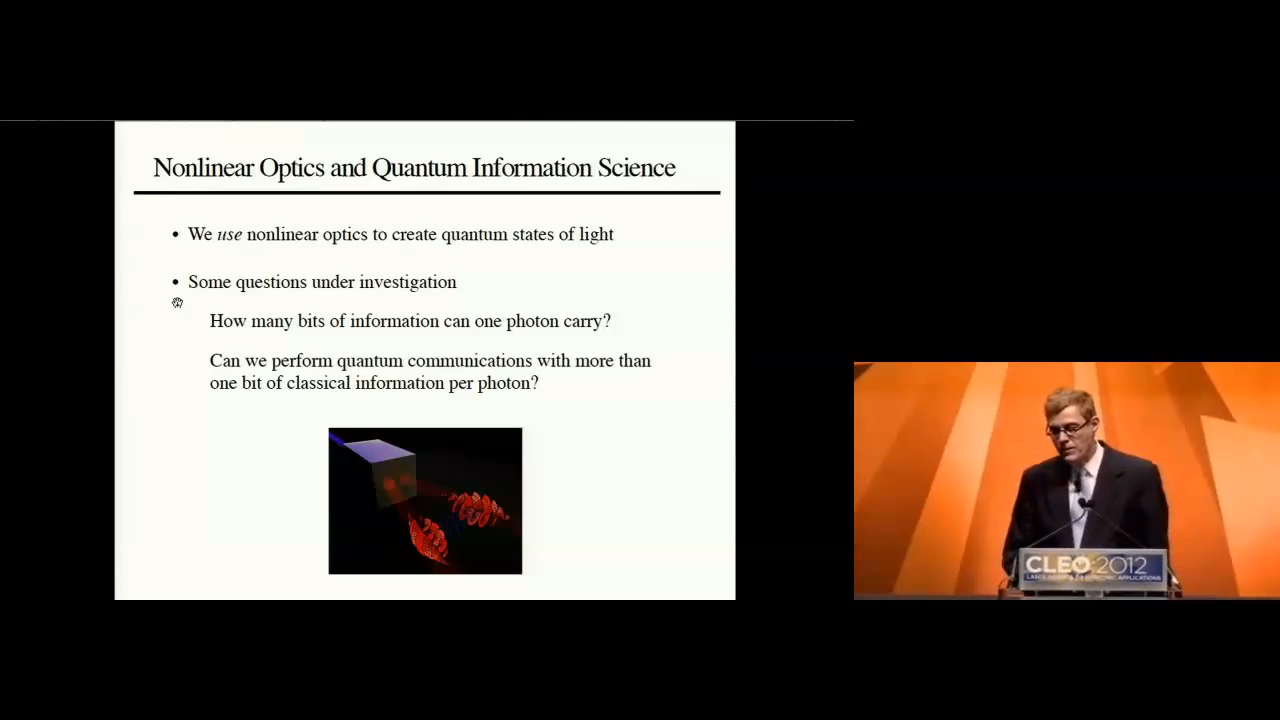 Nonlinear Optics and Quantum Information Science
• We use nonlinear optics to create quantum states of light
• Some questions under investigation
How many bits of information can one photon carry?
Can we perform quantum communications with more than
one bit of classical information per photon?
CLEO:2012
APPLICATIONS